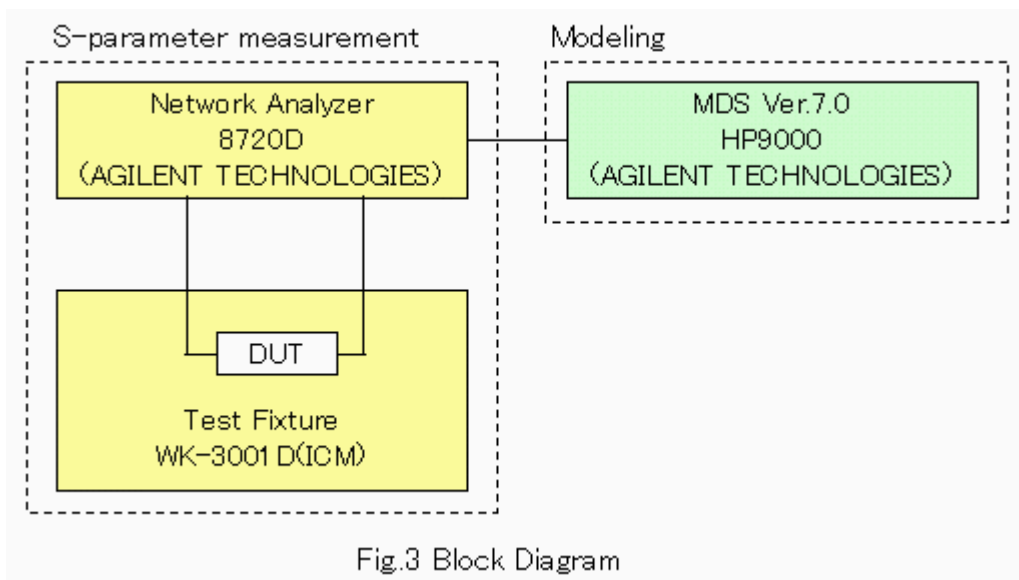 S-parameter measurement
Network Analyzer
8720D
(AGILENT TECHNOLOGIES)
DUT
Test Fixture
WK-3001D(ICM)
Modeling
MDS Ver.7.0
HP9000
(AGILENT TECHNOLOGIES)
Fig.3 Block Diagram